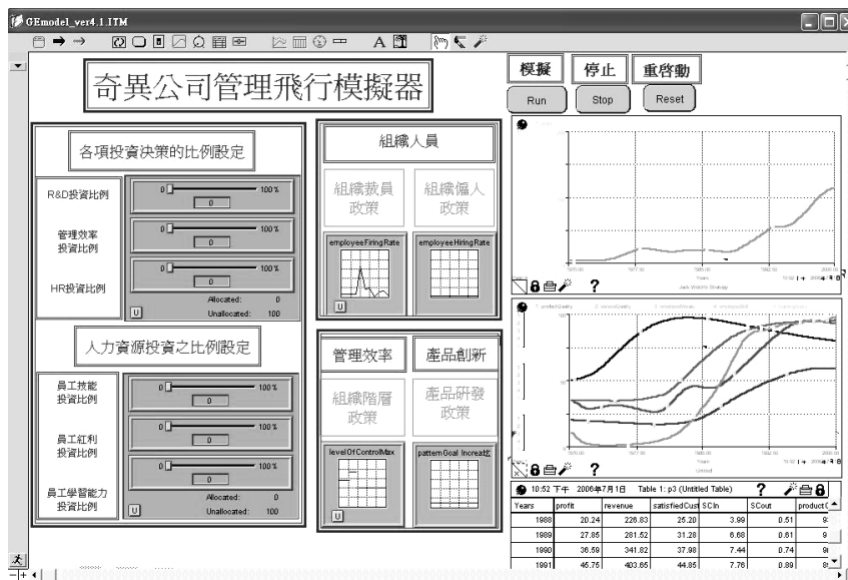 GEmodel_ver4.1.ITM
奇異公司管理飛行模擬器
模擬 停止 重啓動
Run Stop Reset
各項投資決策的比例設定
R&D投資比例
0 100%
0
管理效率
投資比例
0 100%
0
HR投資比例
0 100%
0
Allocated: 0
Unallocated: 100
U
人力資源投資之比例設定
員工技能
投資比例
0 100%
0
員工紅利
投資比例
0 100%
0
員工學習能力
投資比例
0 100%
0
Allocated: 0
Unallocated: 100
U
組織人員
組織裁員
政策
組織僱人
政策
employeeFiringRate
employeeHiringRate
U
管理效率
產品創新
組織階層
政策
產品研發
政策
levelOfControlMax
U
Years
Jack Welch's Strategy
?
Years
Untitled
?
10:52 下午 2006年7月1日 Table 1: p3 (Untitled Table) ?
Years profit revenue satisfiedCust SCIn SCout
1988 20.24 226.83 25.20 3.99 0.51
1989 27.85 281.52 31.28 6.68 0.61
1990 36.59 341.82 37.98 7.44 0.74
1991 45.75 403.65 44.85 7.76 0.89